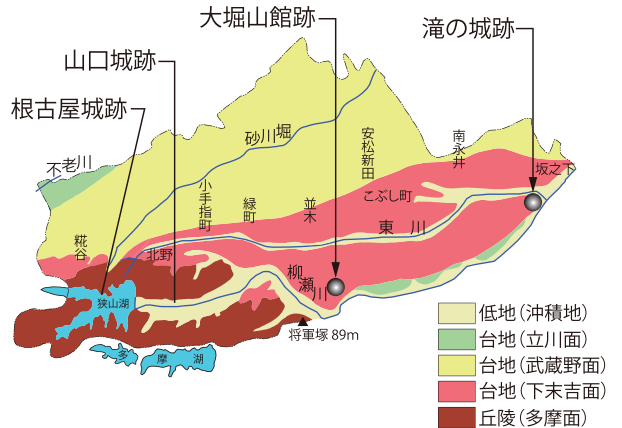 大堀山館跡
滝の城跡
山口城跡
根古屋城跡
砂川堀
安松新田
南永井
不老川
坂之下
小手指町
緑町
並木
こぶし町
東川
糀谷
北野
柳瀬川
狭山湖
将軍塚 89m
多摩湖
低地(沖積地)
台地(立川面)
台地(武蔵野面)
台地(下末吉面)
丘陵(多摩面)